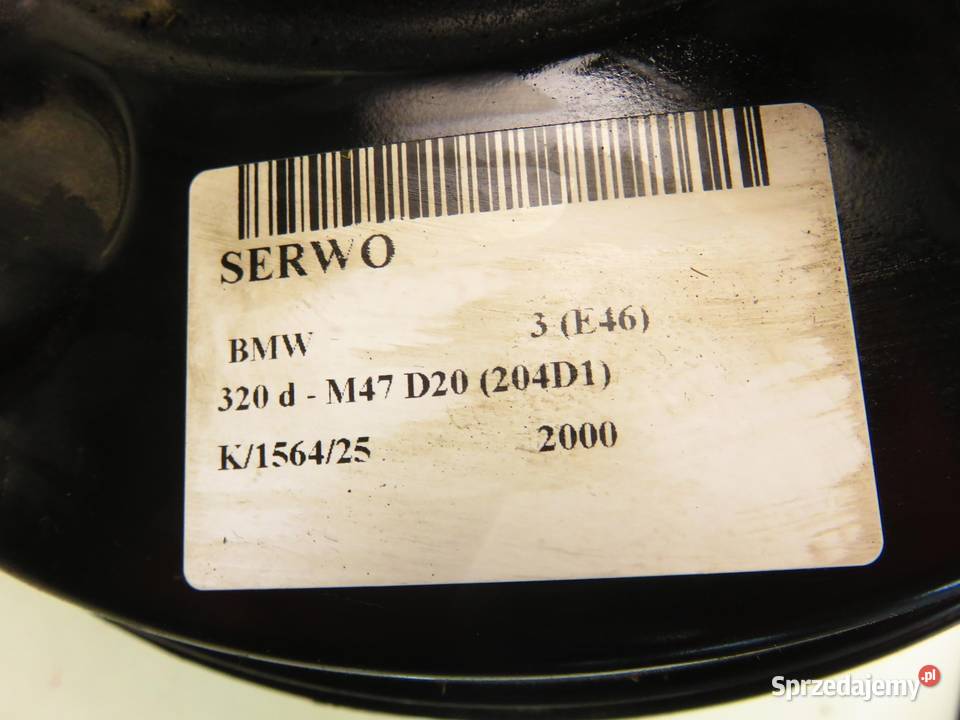 SERWO
BMW 3 (E46)
320 d - M47 D20 (204D1)
K/1564/25 2000
Sprzedajemy.pl